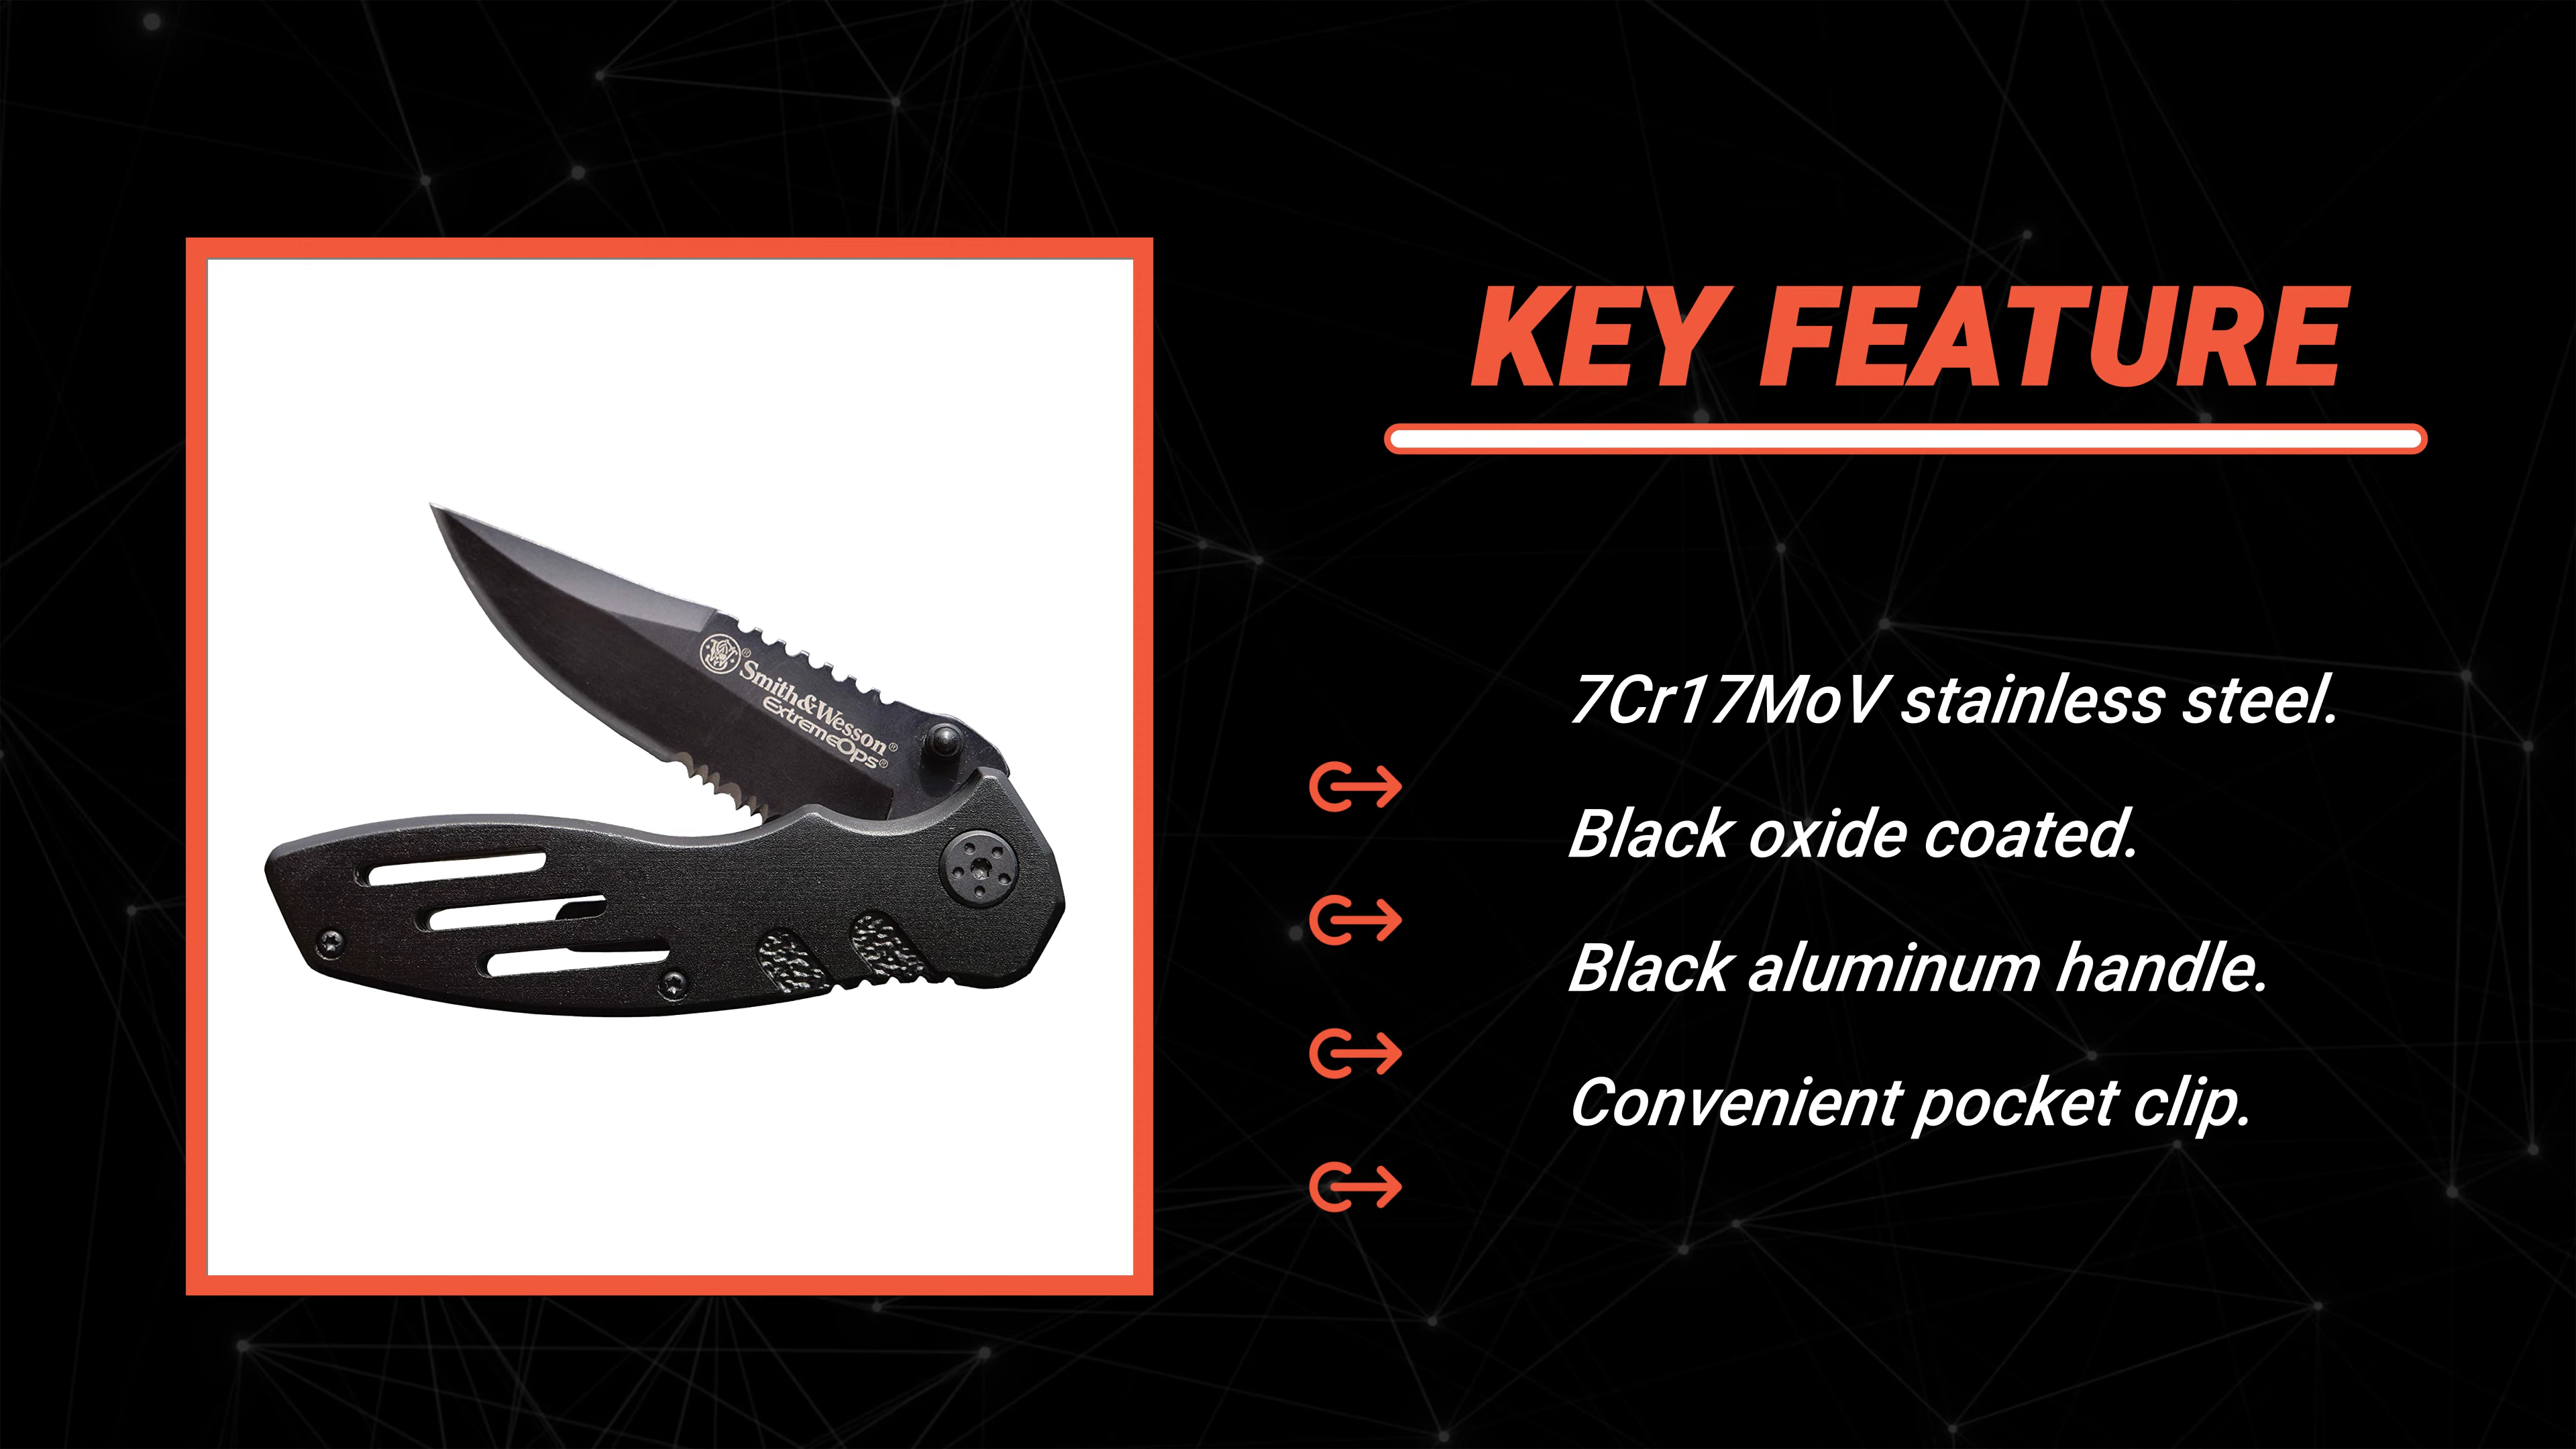 KEY FEATURE
Smith&Wesson®
ExtremeOps®
7Cr17MoV stainless steel.
Black oxide coated.
Black aluminum handle.
Convenient pocket clip.